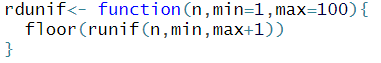 rdunif<- function(n,min=1,max=100){
  floor(runif(n,min,max+1))
}